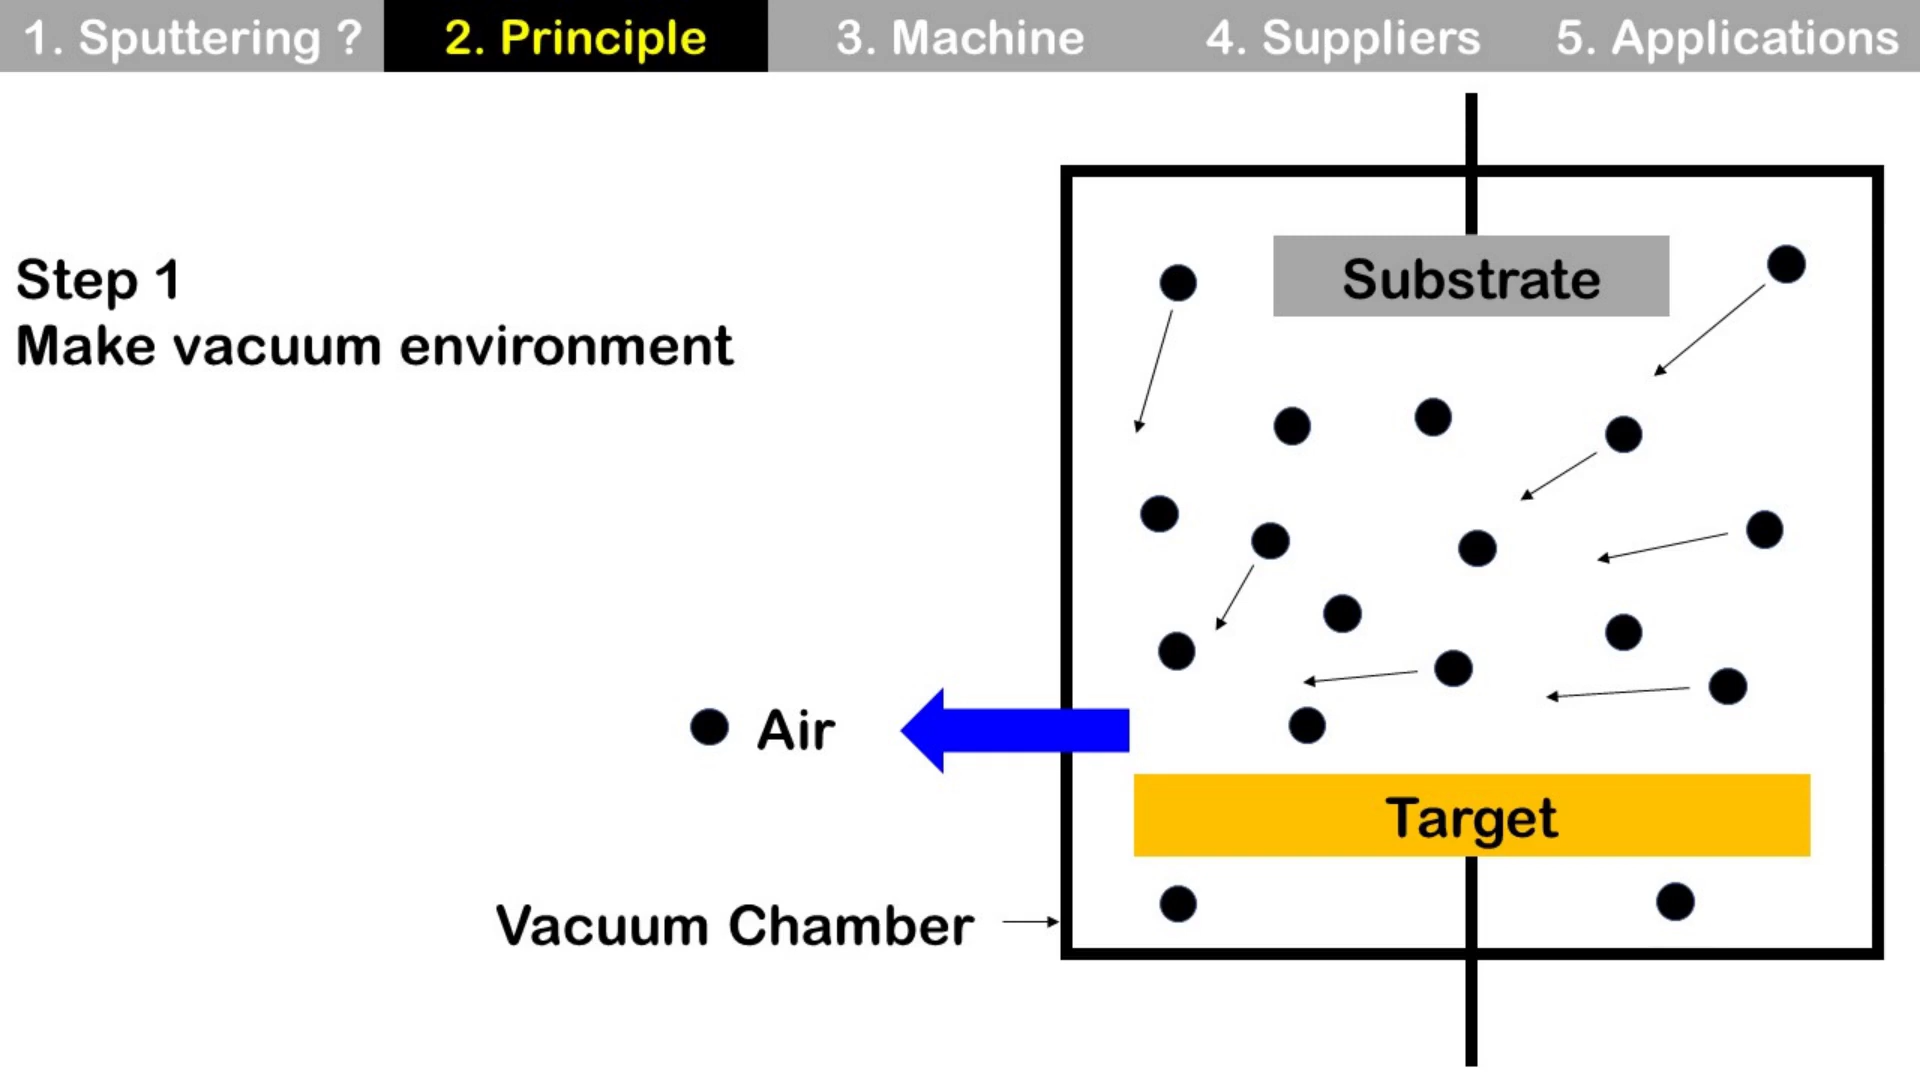 1. Sputtering ?
2. Principle
3. Machine
4. Suppliers
5. Applications
Step 1
Make vacuum environment
Substrate
Air
Target
Vacuum Chamber